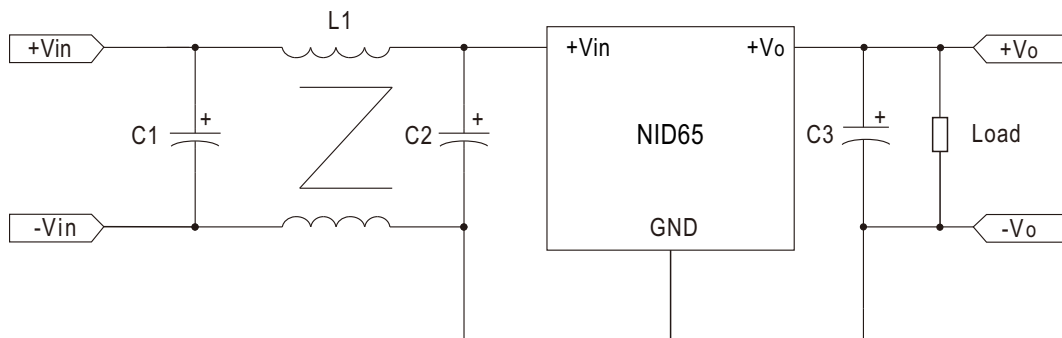 L1
+Vin
+Vin
+Vo
+Vo
C1
+
C2
+
NID65
C3
+
Load
-Vin
GND
-Vo